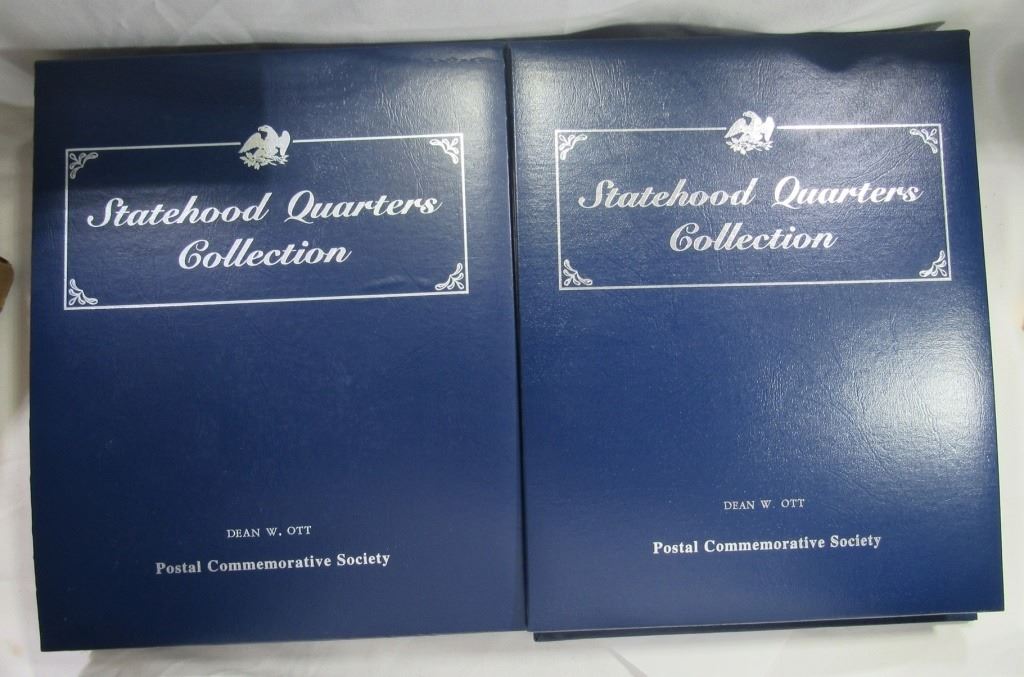 Statehood Quarters
Collection
DEAN W. OTT
Postal Commemorative Society
Statehood Quarters
Collection
DEAN W. OTT
Postal Commemorative Society